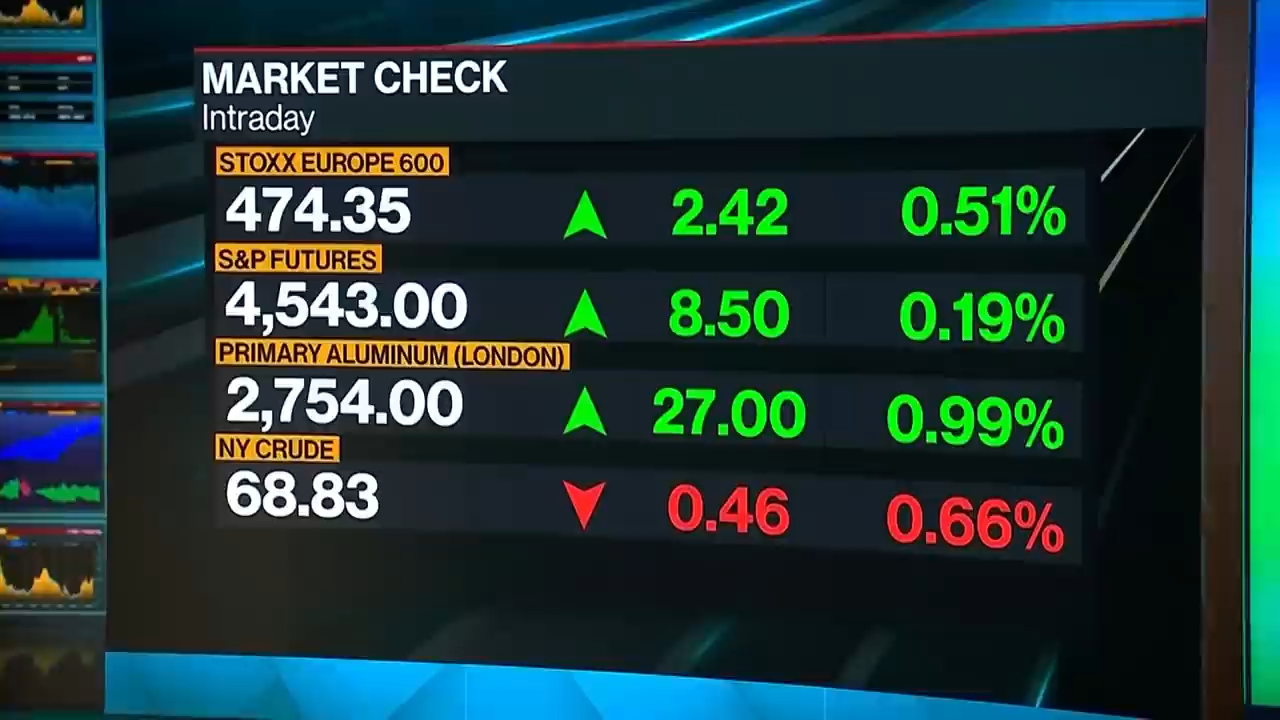 MARKET CHECK
Intraday
STOXX EUROPE 600
474.35 2.42 0.51%
S&P FUTURES
4,543.00 8.50 0.19%
PRIMARY ALUMINUM (LONDON)
2,754.00 27.00 0.99%
NY CRUDE
68.83 0.46 0.66%